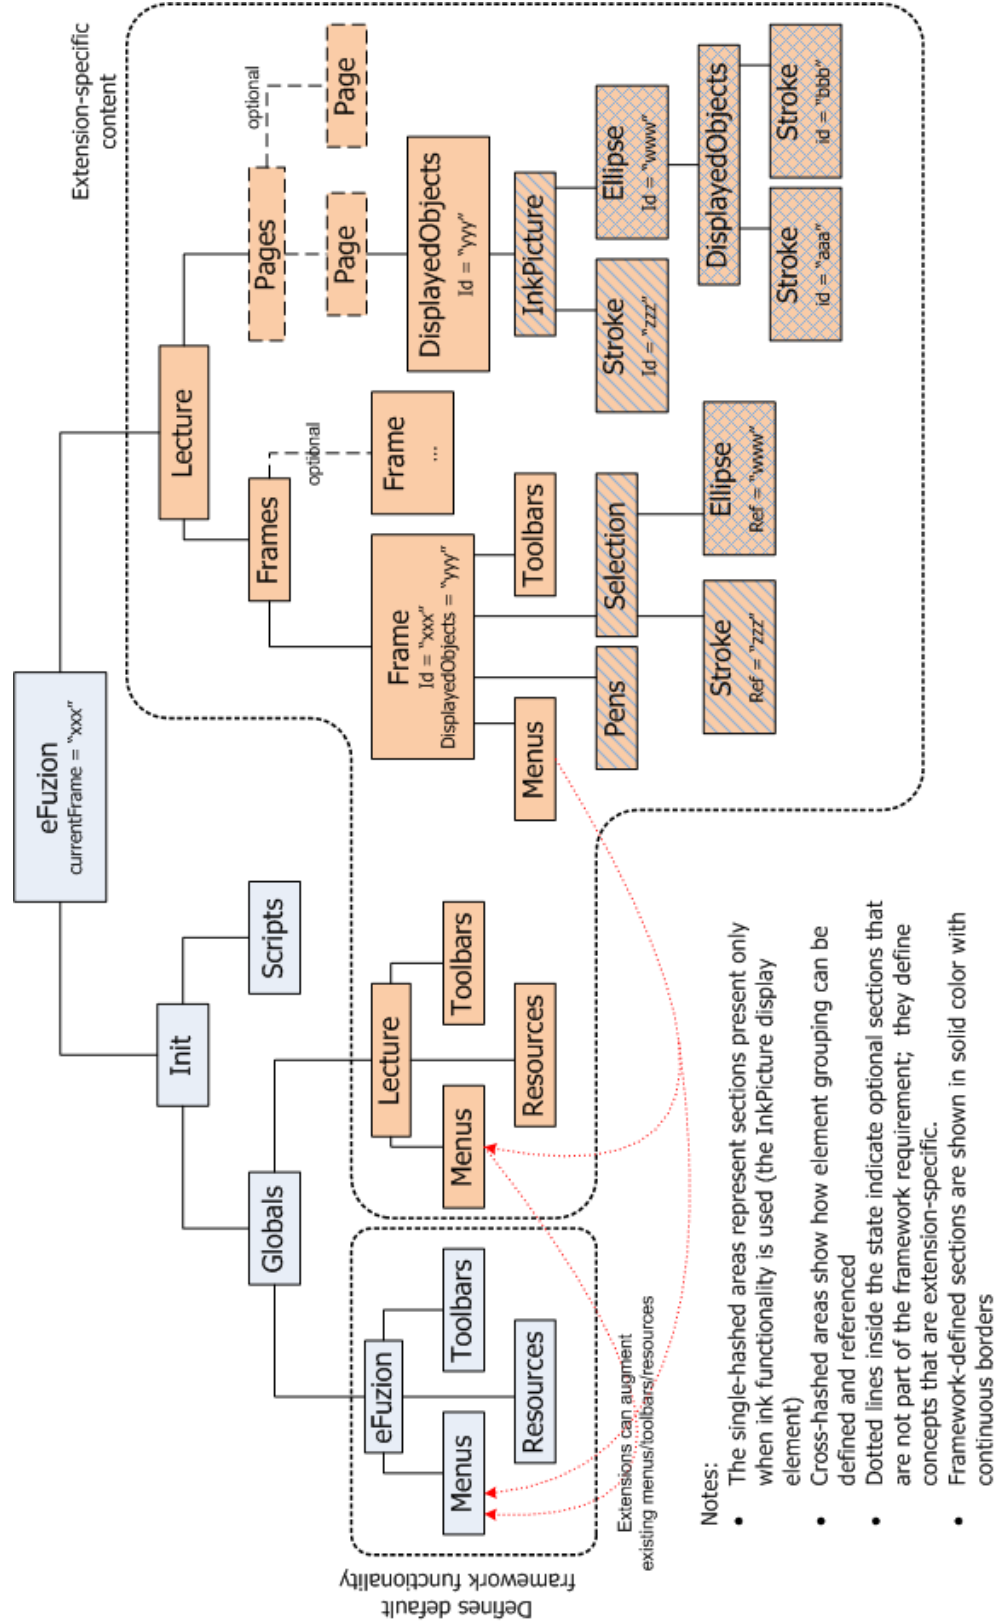 eFuzion
currentFrame = "xxx"
Extension-specific
content
Init
Lecture
Globals
Scripts
Frames
Pages
optional
optional
Page
Page
eFuzion
Lecture
Frame
Id = "xxx"
DisplayedObjects = "yyy"
Frame
...
DisplayedObjects
Id = "yyy"
Menus
Toolbars
Menus
Toolbars
Resources
Resources
Menus
Toolbars
InkPicture
Pens
Selection
Stroke
Id = "zzz"
Ellipse
Id = "www"
Stroke
Ref = "zzz"
Ellipse
Ref = "www"
DisplayedObjects
Stroke
id = "aaa"
Stroke
id = "bbb"
Defines default
framework functionality
Extensions can augment
existing menus/toolbars/resources
Notes:
• The single-hashed areas represent sections present only
when ink functionality is used (the InkPicture display
element)
• Cross-hashed areas show how element grouping can be
defined and referenced
• Dotted lines inside the state indicate optional sections that
are not part of the framework requirement; they define
concepts that are extension-specific.
• Framework-defined sections are shown in solid color with
continuous borders